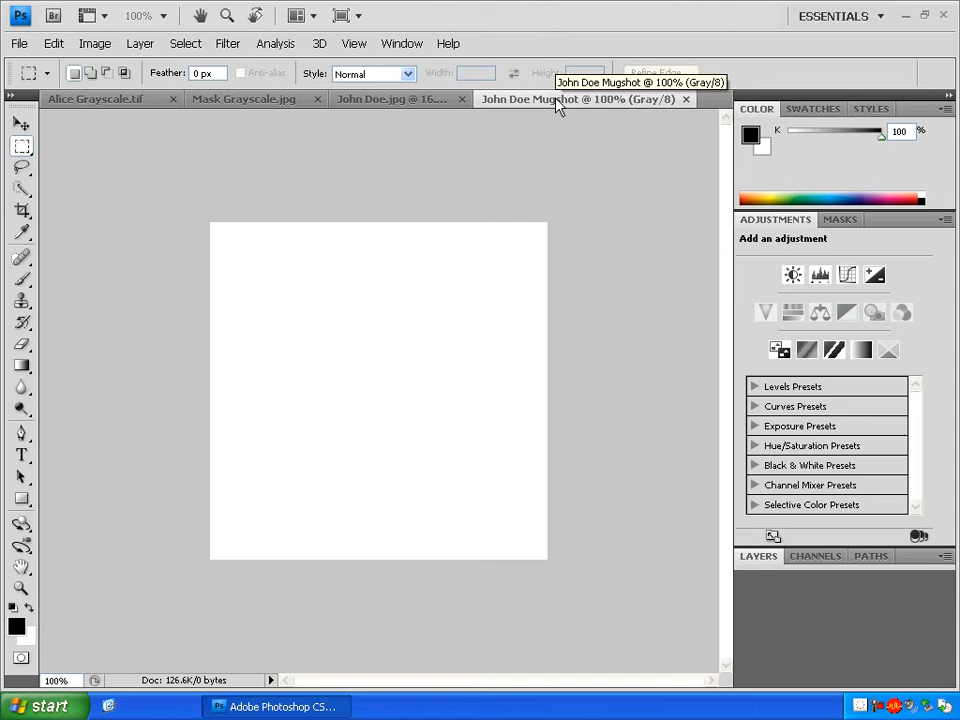 Ps Br 100% ESSENTIALS
File Edit Image Layer Select Filter Analysis 3D View Window Help
Feather: 0 px Anti-alias Style: Normal Width: Height: Refine Edge...
John Doe Mugshot @ 100% (Gray/8)
Alice Grayscale.tif × Mask Grayscale.jpg × John Doe.jpg @ 16.... × John Doe Mugshot @ 100% (Gray/8) ×
COLOR SWATCHES STYLES
K 100 %
ADJUSTMENTS MASKS
Add an adjustment
Levels Presets
Curves Presets
Exposure Presets
Hue/Saturation Presets
Black & White Presets
Channel Mixer Presets
Selective Color Presets
LAYERS CHANNELS PATHS
T
100% Doc: 126.6K/0 bytes
start Ps Adobe Photoshop CS...